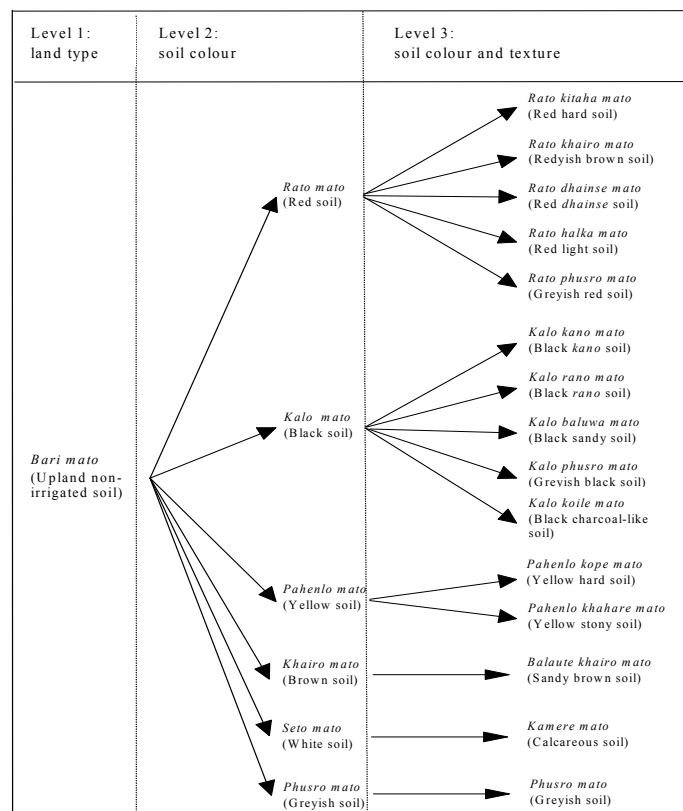 Level 1:
land type
Level 2:
soil colour
Level 3:
soil colour and texture
Bari mato
(Upland non-
irrigated soil)
Rato mato
(Red soil)
Kalo mato
(Black soil)
Pahenlo mato
(Yellow soil)
Khairo mato
(Brown soil)
Seto mato
(White soil)
Phusro mato
(Greyish soil)
Rato kitaha mato
(Red hard soil)
Rato khairo mato
(Redyish brown soil)
Rato dhainse mato
(Red dhainse soil)
Rato halka mato
(Red light soil)
Rato phusro mato
(Greyish red soil)
Kalo kano mato
(Black kano soil)
Kalo rano mato
(Black rano soil)
Kalo baluwa mato
(Black sandy soil)
Kalo phusro mato
(Greyish black soil)
Kalo koile mato
(Black charcoal-like
soil)
Pahenlo kope mato
(Yellow hard soil)
Pahenlo khahare mato
(Yellow stony soil)
Balaute khairo mato
(Sandy brown soil)
Kamere mato
(Calcareous soil)
Phusro mato
(Greyish soil)